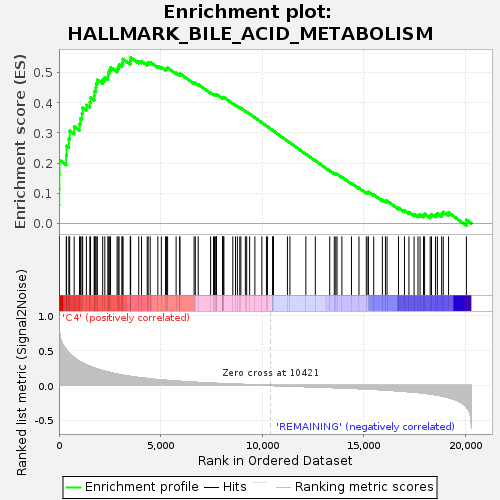 Enrichment plot:
HALLMARK_BILE_ACID_METABOLISM
Enrichment score (ES)
0.5
0.4
0.3
0.2
0.1
0.0
Ranked list metric (Signal2Noise)
1.0
0.5
0.0
-0.5
'C4' (positively correlated)
Zero cross at 10421
'REMAINING' (negatively correlated)
0
5,000
10,000
15,000
20,000
Rank in Ordered Dataset
Enrichment profile
Hits
Ranking metric scores